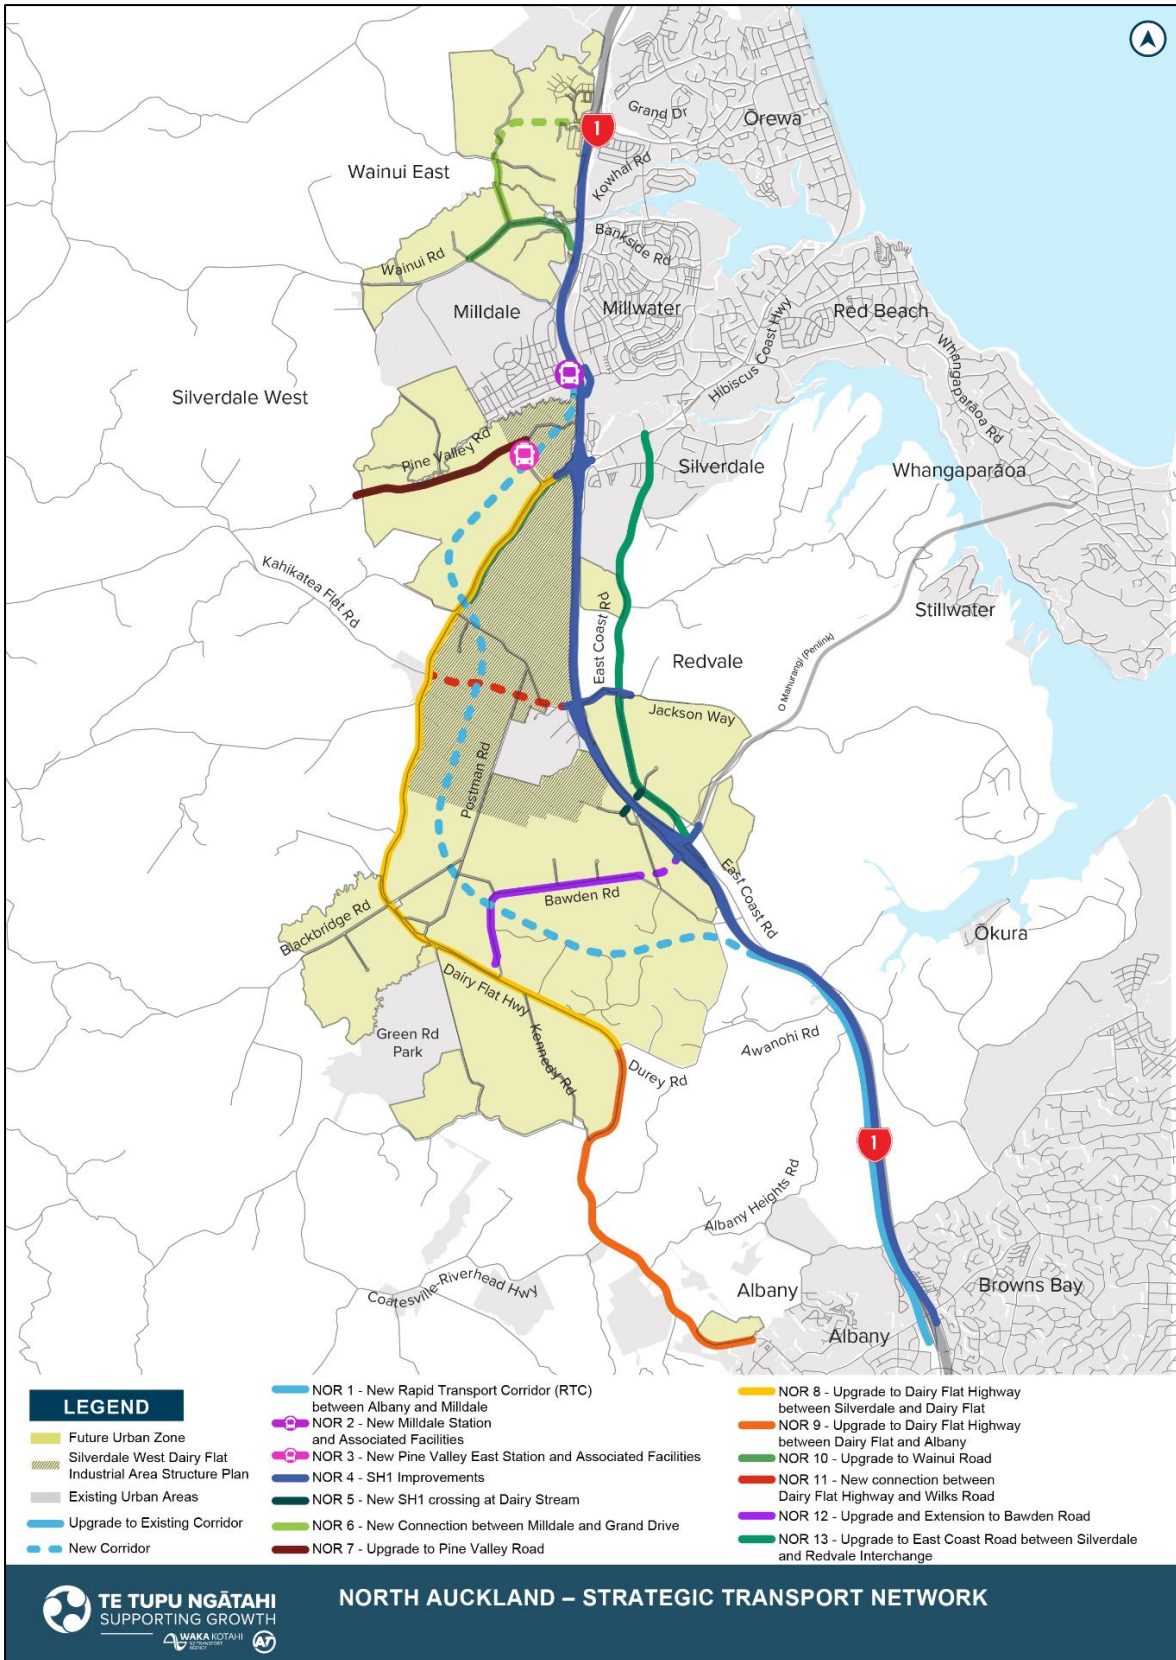 1
Grand Dr
Ōrewa
Wainui East
Kowhai Rd
Bankside Rd
Wainui Rd
Milldale
Millwater
Red Beach
Hibiscus Coast Hwy
Whangaparāoa Rd
Silverdale West
Pine Valley Rd
Silverdale
Whangaparāoa
Kahikatea Flat Rd
Stillwater
East Coast Rd
Redvale
O Mahurangi (Penlink)
Jackson Way
Postman Rd
East Coast Rd
Bawden Rd
Blackbridge Rd
Ōkura
Dairy Flat Hwy
Green Rd
Park
Kennedy Rd
Awanohi Rd
Durey Rd
1
Albany Heights Rd
Coatesville-Riverhead Hwy
Albany
Browns Bay
Albany
LEGEND
Future Urban Zone
Silverdale West Dairy Flat
Industrial Area Structure Plan
Existing Urban Areas
Upgrade to Existing Corridor
New Corridor
NOR 1 - New Rapid Transport Corridor (RTC)
between Albany and Milldale
NOR 2 - New Milldale Station
and Associated Facilities
NOR 3 - New Pine Valley East Station and Associated Facilities
NOR 4 - SH1 Improvements
NOR 5 - New SH1 crossing at Dairy Stream
NOR 6 - New Connection between Milldale and Grand Drive
NOR 7 - Upgrade to Pine Valley Road
NOR 8 - Upgrade to Dairy Flat Highway
between Silverdale and Dairy Flat
NOR 9 - Upgrade to Dairy Flat Highway
between Dairy Flat and Albany
NOR 10 - Upgrade to Wainui Road
NOR 11 - New connection between
Dairy Flat Highway and Wilks Road
NOR 12 - Upgrade and Extension to Bawden Road
NOR 13 - Upgrade to East Coast Road between Silverdale
and Redvale Interchange
TE TUPU NGĀTAHI
SUPPORTING GROWTH
WAKA KOTAHI
NZ TRANSPORT
AGENCY
AT
NORTH AUCKLAND – STRATEGIC TRANSPORT NETWORK